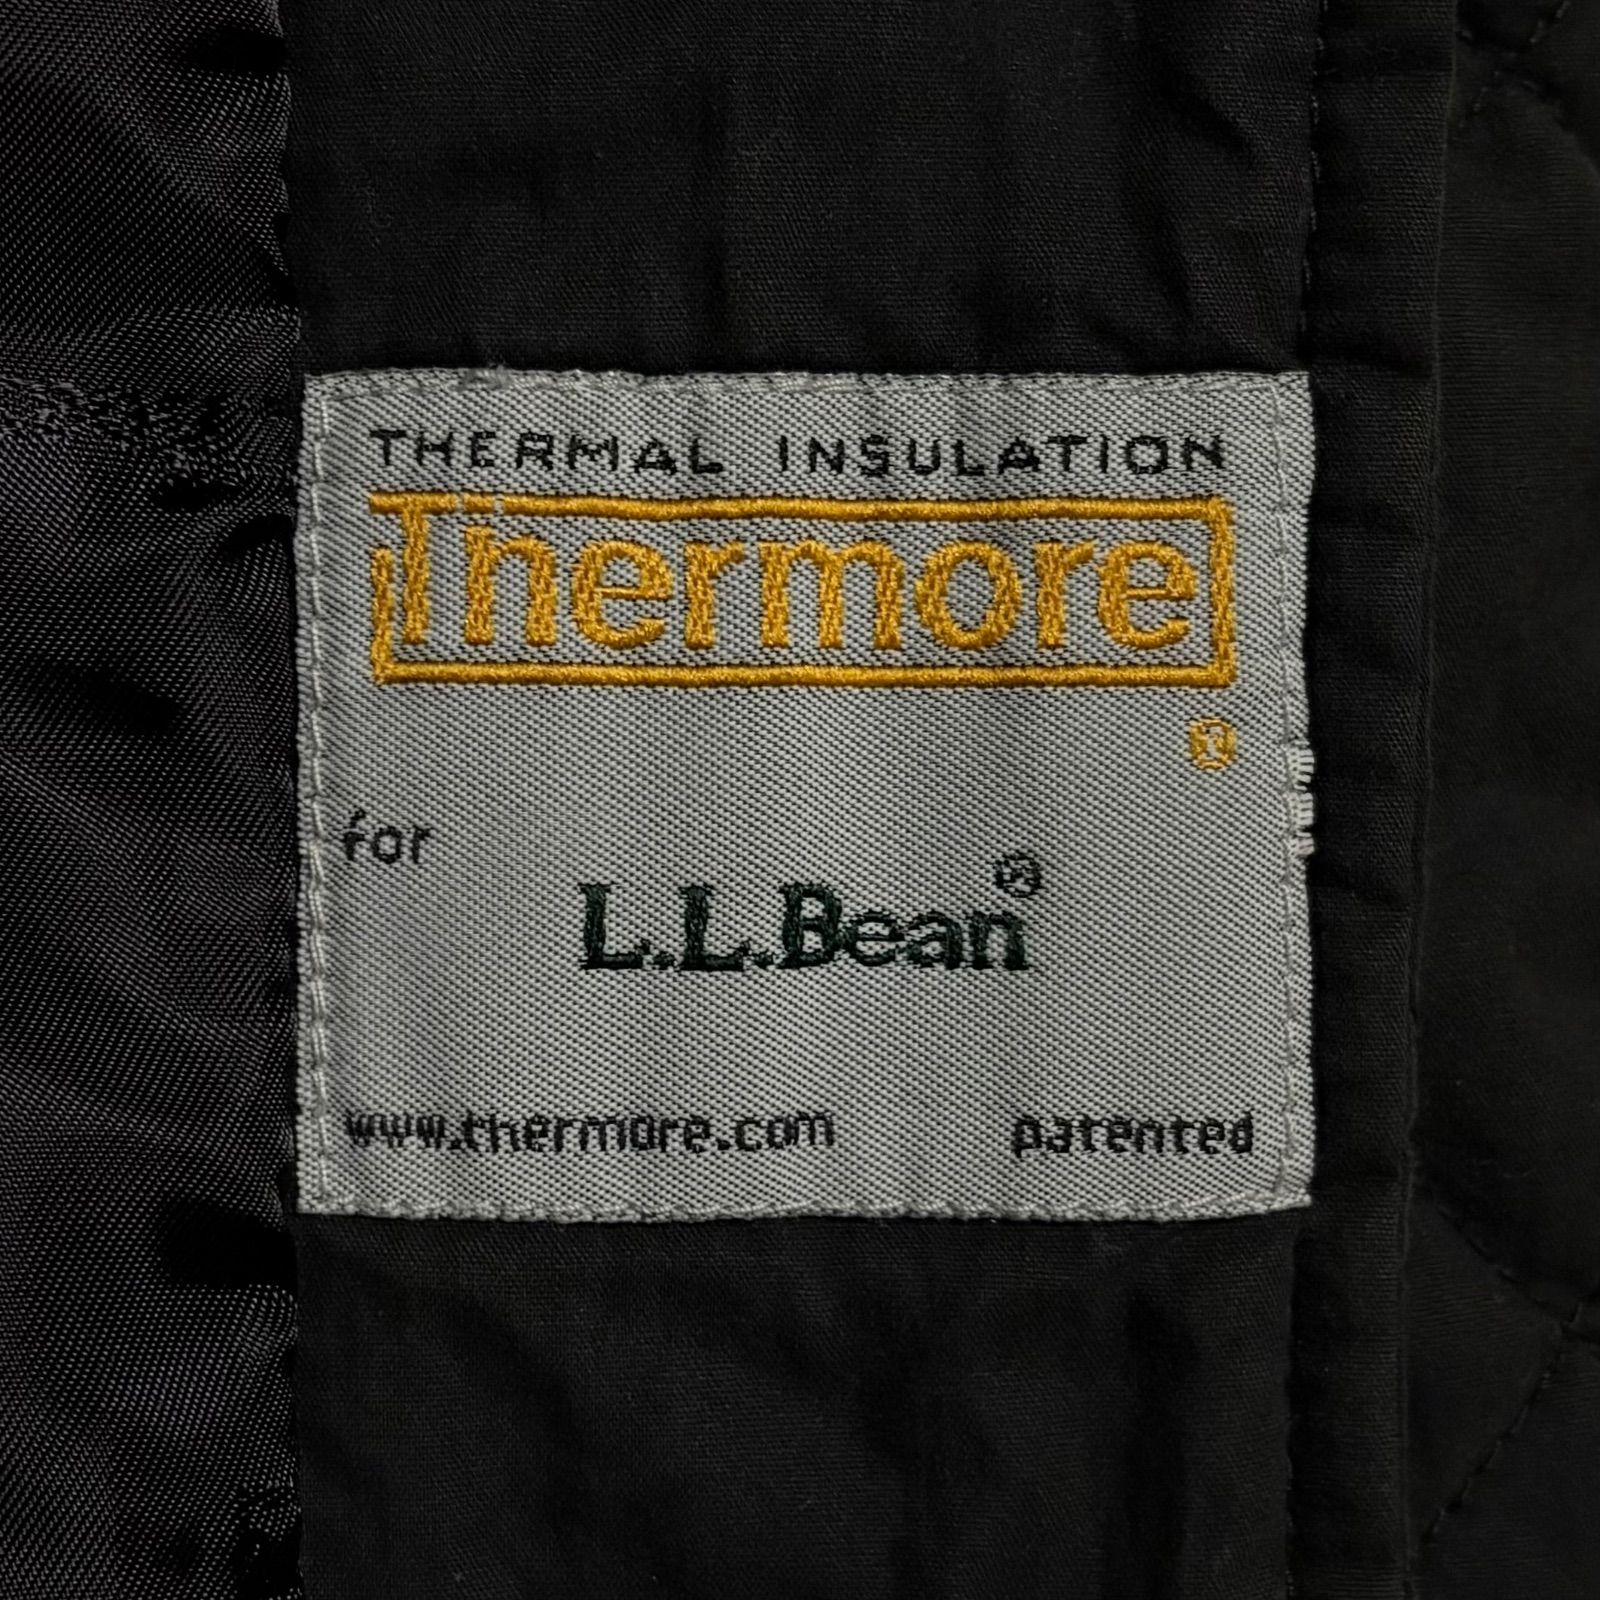 THERMAL INSULATION
Thermore
®
for
L.L.Bean®
www.thermore.com patented